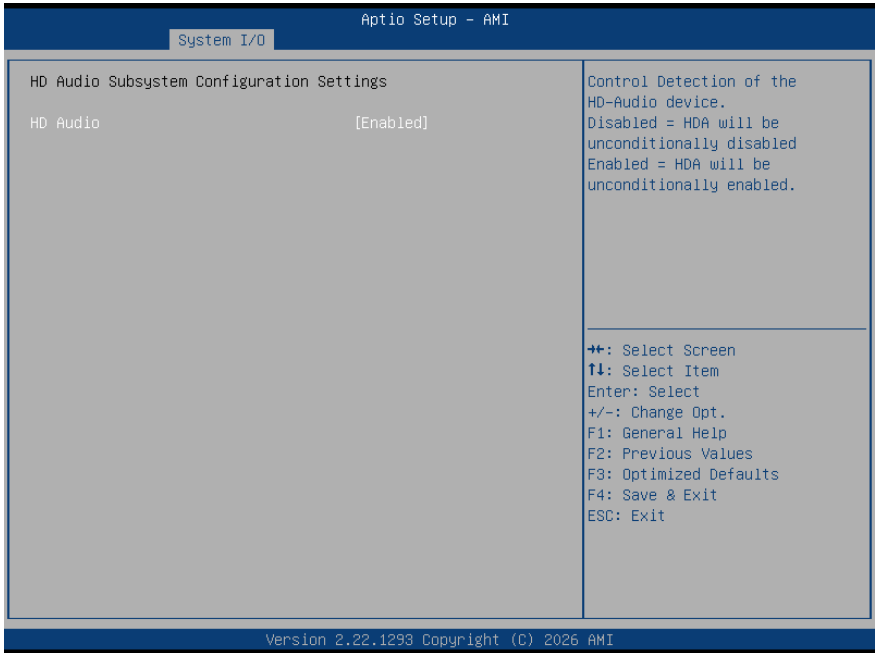 Aptio Setup – AMI
System I/O
HD Audio Subsystem Configuration Settings
HD Audio [Enabled]
Control Detection of the
HD-Audio device.
Disabled = HDA will be
unconditionally disabled
Enabled = HDA will be
unconditionally enabled.
→←: Select Screen
↑↓: Select Item
Enter: Select
+/-: Change Opt.
F1: General Help
F2: Previous Values
F3: Optimized Defaults
F4: Save & Exit
ESC: Exit
Version 2.22.1293 Copyright (C) 2026 AMI